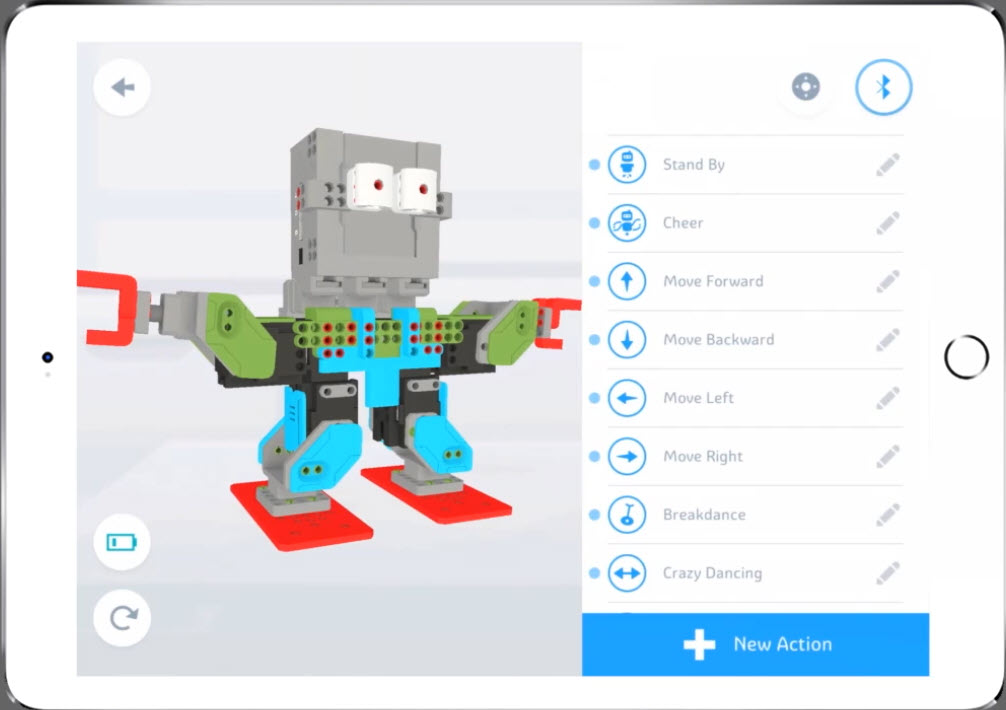 Stand By
Cheer
Move Forward
Move Backward
Move Left
Move Right
Breakdance
Crazy Dancing
New Action